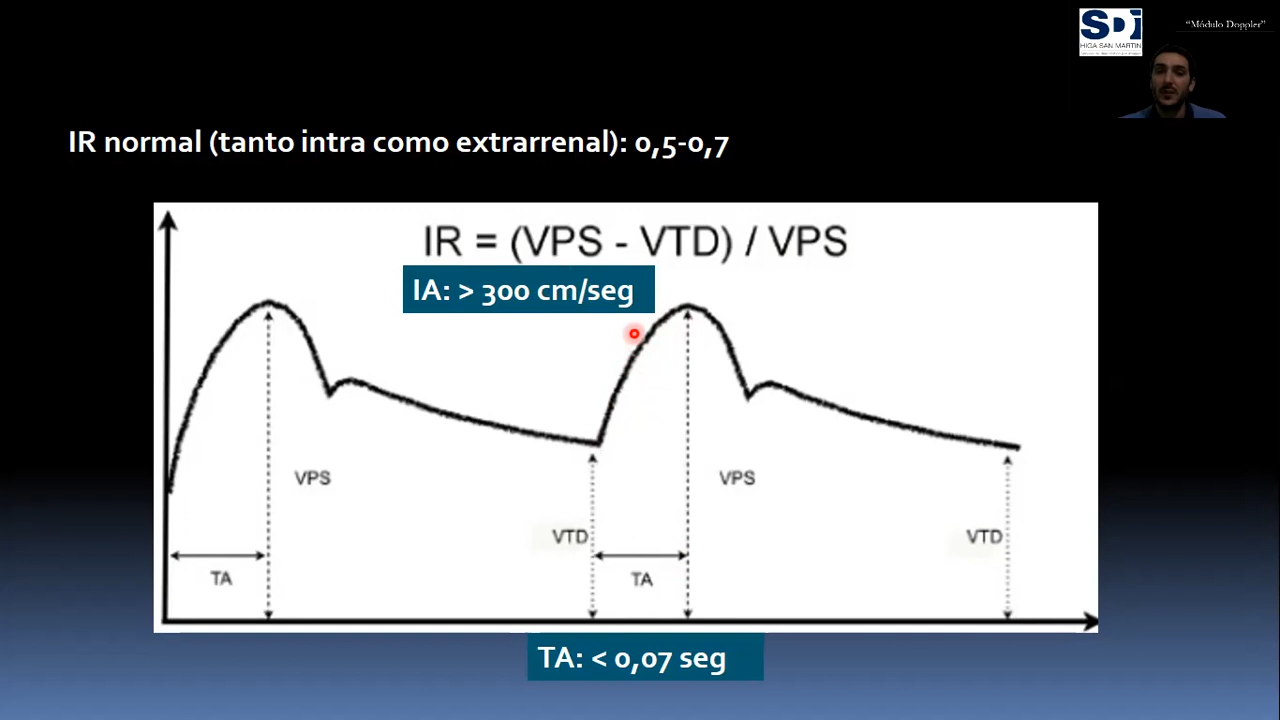 SDI
HIGA SAN MARTIN
“Módulo Doppler”
IR normal (tanto intra como extrarrenal): 0,5-0,7
IR = (VPS - VTD) / VPS
IA: > 300 cm/seg
VPS
VPS
VTD
VTD
TA
TA
TA: < 0,07 seg